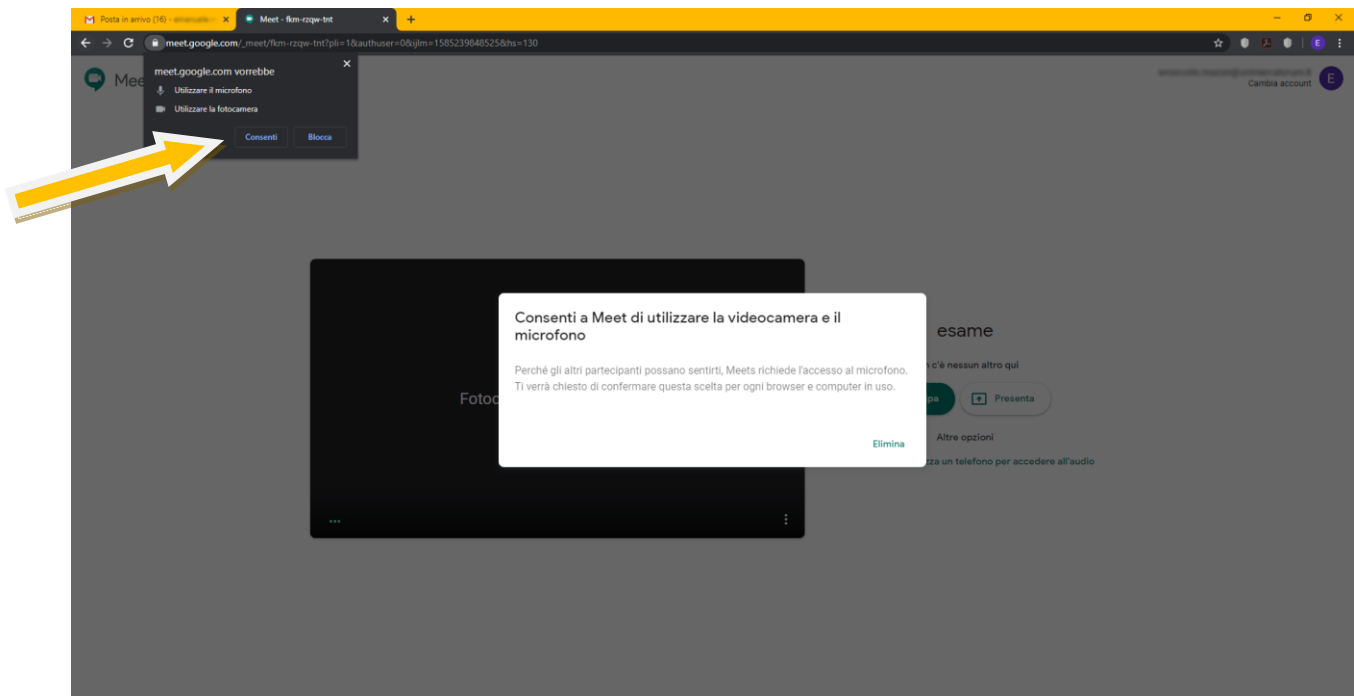 Posta in arrivo (16) -
Meet - fkm-rzqw-tnt
meet.google.com/_meet/fkm-rzqw-tnt?pli=1&authuser=0&ijlm=1585239848525&hs=130
E
Mee
meet.google.com vorrebbe
Utilizzare il microfono
Utilizzare la fotocamera
Consenti Blocca
Cambia account
E
Consenti a Meet di utilizzare la videocamera e il
microfono
Perché gli altri partecipanti possano sentirti, Meets richiede l'accesso al microfono.
Ti verrà chiesto di confermare questa scelta per ogni browser e computer in uso.
Elimina
Fotoc
esame
c'è nessun altro qui
pa
Presenta
Altre opzioni
zza un telefono per accedere all'audio